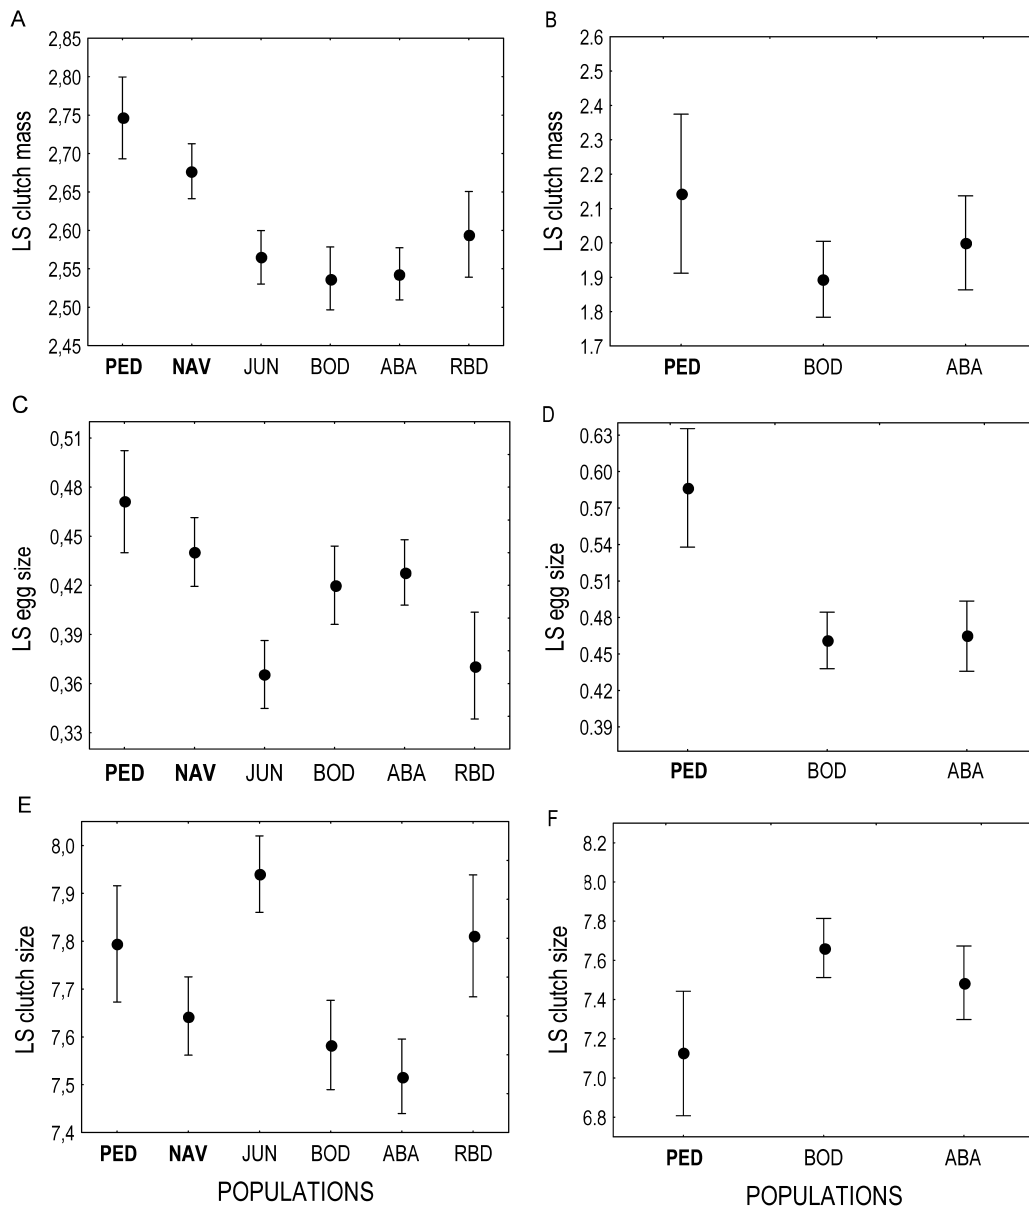 A
LS clutch mass
2,85
2,80
2,75
2,70
2,65
2,60
2,55
2,50
2,45
PED NAV JUN BOD ABA RBD
B
LS clutch mass
2.6
2.5
2.4
2.3
2.2
2.1
2.0
1.9
1.8
1.7
PED BOD ABA
C
LS egg size
0,51
0,48
0,45
0,42
0,39
0,36
0,33
PED NAV JUN BOD ABA RBD
D
LS egg size
0.63
0.60
0.57
0.54
0.51
0.48
0.45
0.42
0.39
PED BOD ABA
E
LS clutch size
8,0
7,9
7,8
7,7
7,6
7,5
7,4
PED NAV JUN BOD ABA RBD
POPULATIONS
F
LS clutch size
8.2
8.0
7.8
7.6
7.4
7.2
7.0
6.8
PED BOD ABA
POPULATIONS